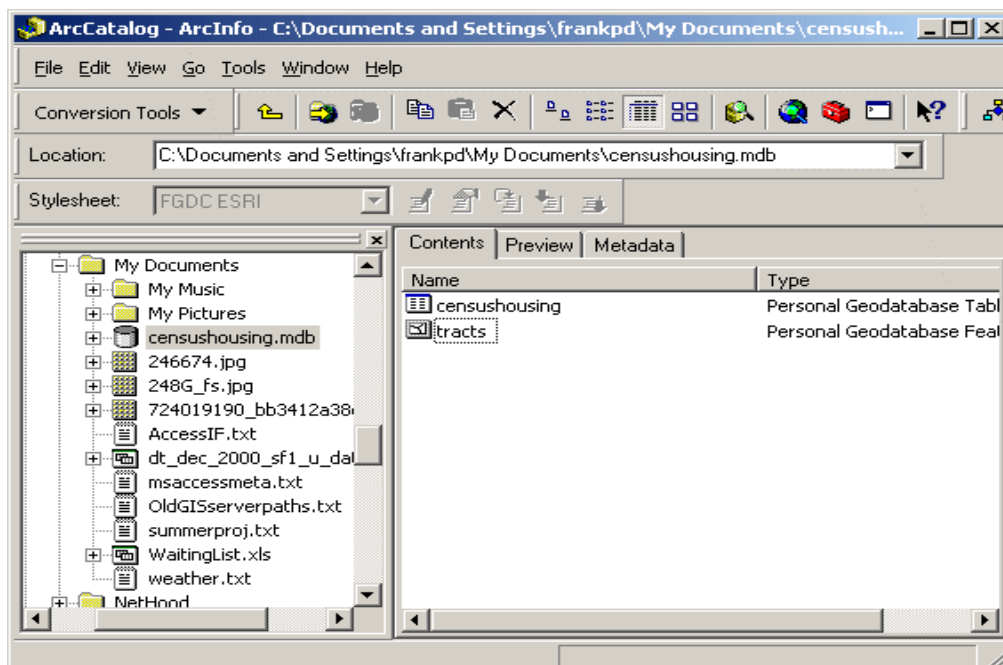 ArcCatalog - ArcInfo - C:\Documents and Settings\frankpd\My Documents\censush...
File Edit View Go Tools Window Help
Conversion Tools
Location: C:\Documents and Settings\frankpd\My Documents\censushousing.mdb
Stylesheet: FGDC ESRI
My Documents
My Music
My Pictures
censushousing.mdb
246674.jpg
248G_fs.jpg
724019190_bb3412a38
AccessIF.txt
dt_dec_2000_sf1_u_da
msaccessmeta.txt
OldGISserverpaths.txt
summerproj.txt
WaitingList.xls
weather.txt
NetHood
Contents Preview Metadata
Name Type
censushousing Personal Geodatabase Tabl
tracts Personal Geodatabase Feat